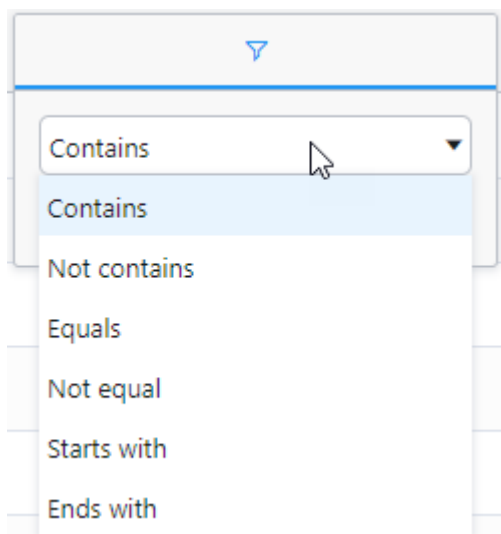 Contains
Contains
Not contains
Equals
Not equal
Starts with
Ends with